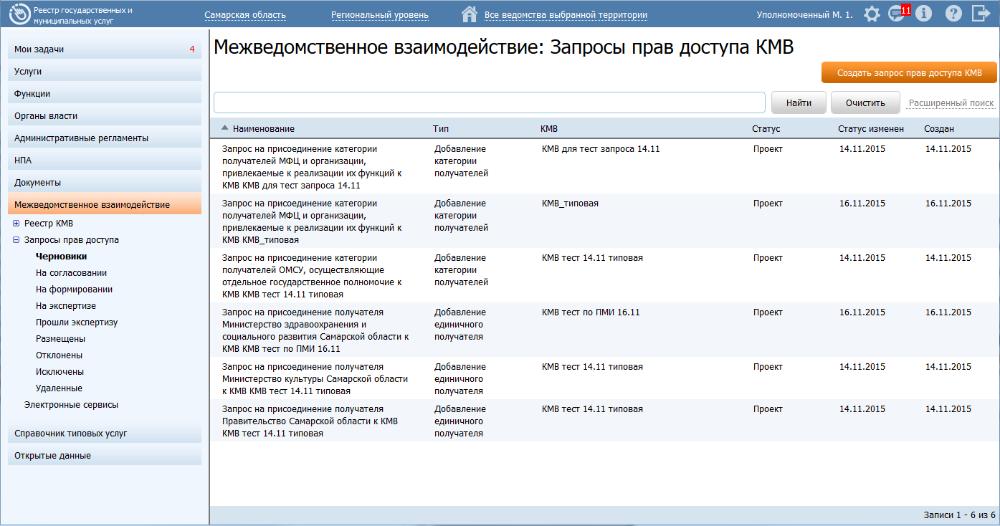 Реестр государственных и
муниципальных услуг
Самарская область
Региональный уровень
Все ведомства выбранной территории
Уполномоченный М. 1.
11
Мои задачи 4
Услуги
Функции
Органы власти
Административные регламенты
НПА
Документы
Межведомственное взаимодействие
Реестр КМВ
Запросы прав доступа
Черновики
На согласовании
На формировании
На экспертизе
Прошли экспертизу
Размещены
Отклонены
Исключены
Удаленные
Электронные сервисы
Справочник типовых услуг
Открытые данные
Межведомственное взаимодействие: Запросы прав доступа КМВ
Создать запрос прав доступа КМВ
Найти Очистить Расширенный поиск
Наименование Тип КМВ Статус Статус изменен Создан
Запрос на присоединение категории Добавление КМВ для тест запроса 14.11 Проект 14.11.2015 14.11.2015
получателей МФЦ и организации, категории
привлекаемые к реализации их функций к получателей
КМВ КМВ для тест запроса 14.11
Запрос на присоединение категории Добавление КМВ_типовая Проект 16.11.2015 16.11.2015
получателей МФЦ и организации, категории
привлекаемые к реализации их функций к получателей
КМВ КМВ_типовая
Запрос на присоединение категории Добавление КМВ тест 14.11 типовая Проект 14.11.2015 14.11.2015
получателей ОМСУ, осуществляющие категории
отдельное государственное полномочие к получателей
КМВ КМВ тест 14.11 типовая
Запрос на присоединение получателя Добавление КМВ тест по ПМИ 16.11 Проект 16.11.2015 16.11.2015
Министерство здравоохранения и единичного
социального развития Самарской области к получателя
КМВ КМВ тест по ПМИ 16.11
Запрос на присоединение получателя Добавление КМВ тест 14.11 типовая Проект 14.11.2015 14.11.2015
Министерство культуры Самарской области единичного
к КМВ КМВ тест 14.11 типовая получателя
Запрос на присоединение получателя Добавление КМВ тест 14.11 типовая Проект 14.11.2015 14.11.2015
Правительство Самарской области к КМВ единичного
КМВ тест 14.11 типовая получателя
Записи 1 - 6 из 6